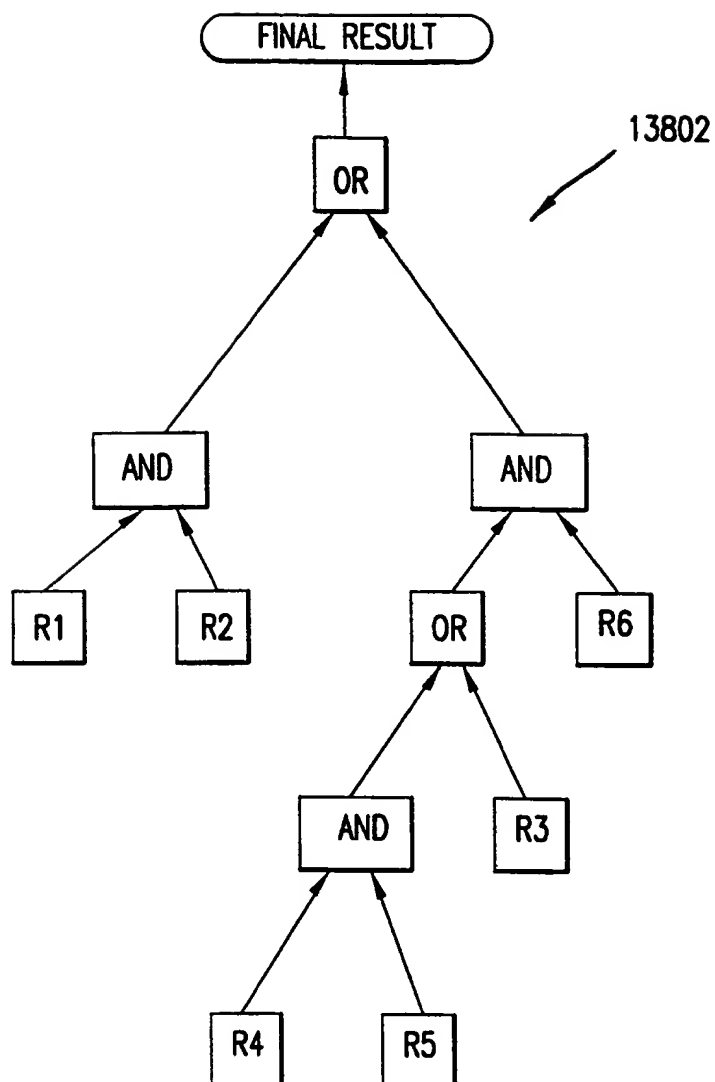 FINAL RESULT
13802
OR
AND
AND
R1
R2
OR
R6
AND
R3
R4
R5